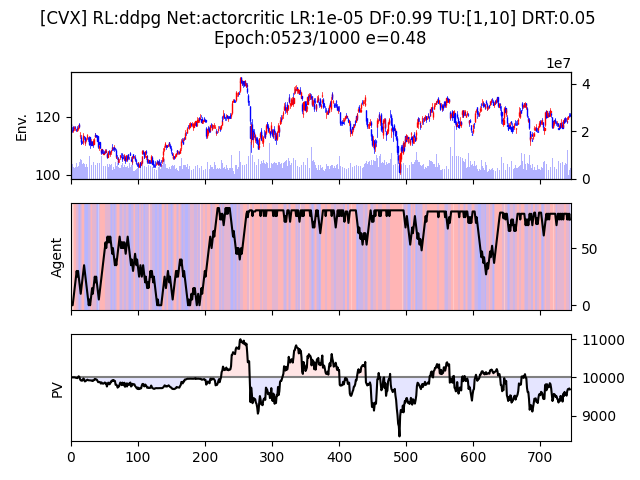 [CVX] RL:ddpg Net:actorcritic LR:1e-05 DF:0.99 TU:[1,10] DRT:0.05
Epoch:0523/1000 e=0.48
1e7
Env.
120
100
4
2
0
Agent
50
0
PV
11000
10000
9000
0 100 200 300 400 500 600 700